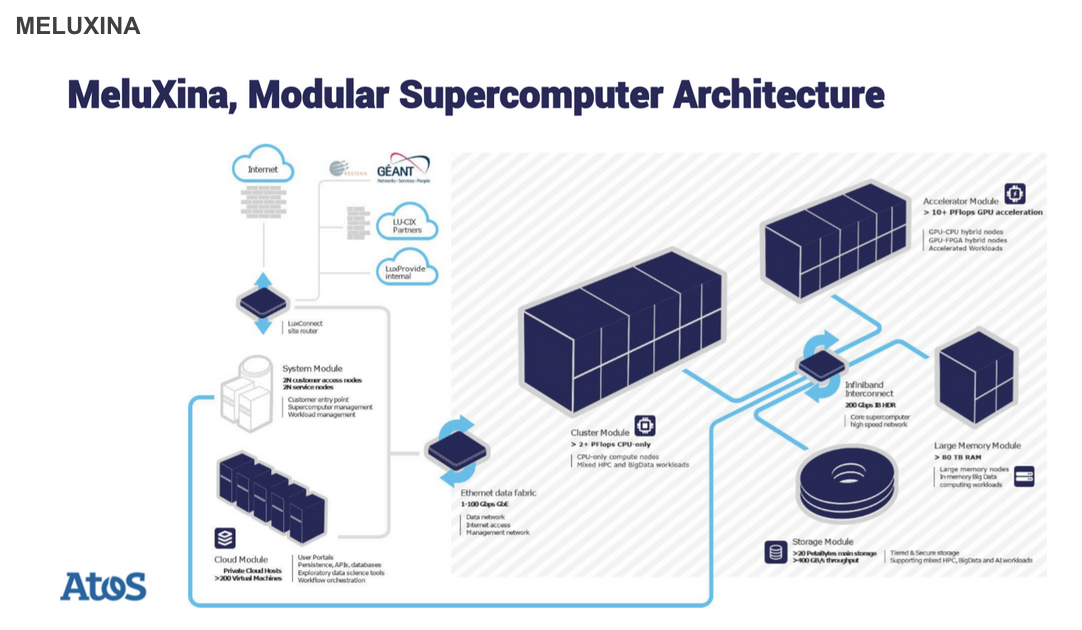 MELUXINA
MeluXina, Modular Supercomputer Architecture
Internet
RESTENA
GÉANT
Networks · Services · People
LU-CIX
Partners
LuxProvide
internal
LuxConnect
site router
System Module
2N customer access nodes
2N service nodes
Customer entry point
Supercomputer management
Workload management
Cloud Module
Private Cloud Hosts
>200 Virtual Machines
User Portals
Persistence, APIs, databases
Exploratory data science tools
Workflow orchestration
Ethernet data fabric
1-100 Gbps GbE
Data network
Internet access
Management network
Cluster Module
> 2+ PFlops CPU-only
CPU-only compute nodes
Mixed HPC and BigData workloads
Accelerator Module
> 10+ PFlops GPU acceleration
GPU-CPU hybrid nodes
GPU-FPGA hybrid nodes
Accelerated Workloads
Infiniband
Interconnect
200 Gbps IB HDR
Core supercomputer
high speed network
Large Memory Module
> 80 TB RAM
Large memory nodes
In memory Big Data
computing workloads
Storage Module
>20 PetaBytes main storage
>400 GB/s throughput
Tiered & Secure storage
Supporting mixed HPC, BigData and AI workloads
Atos